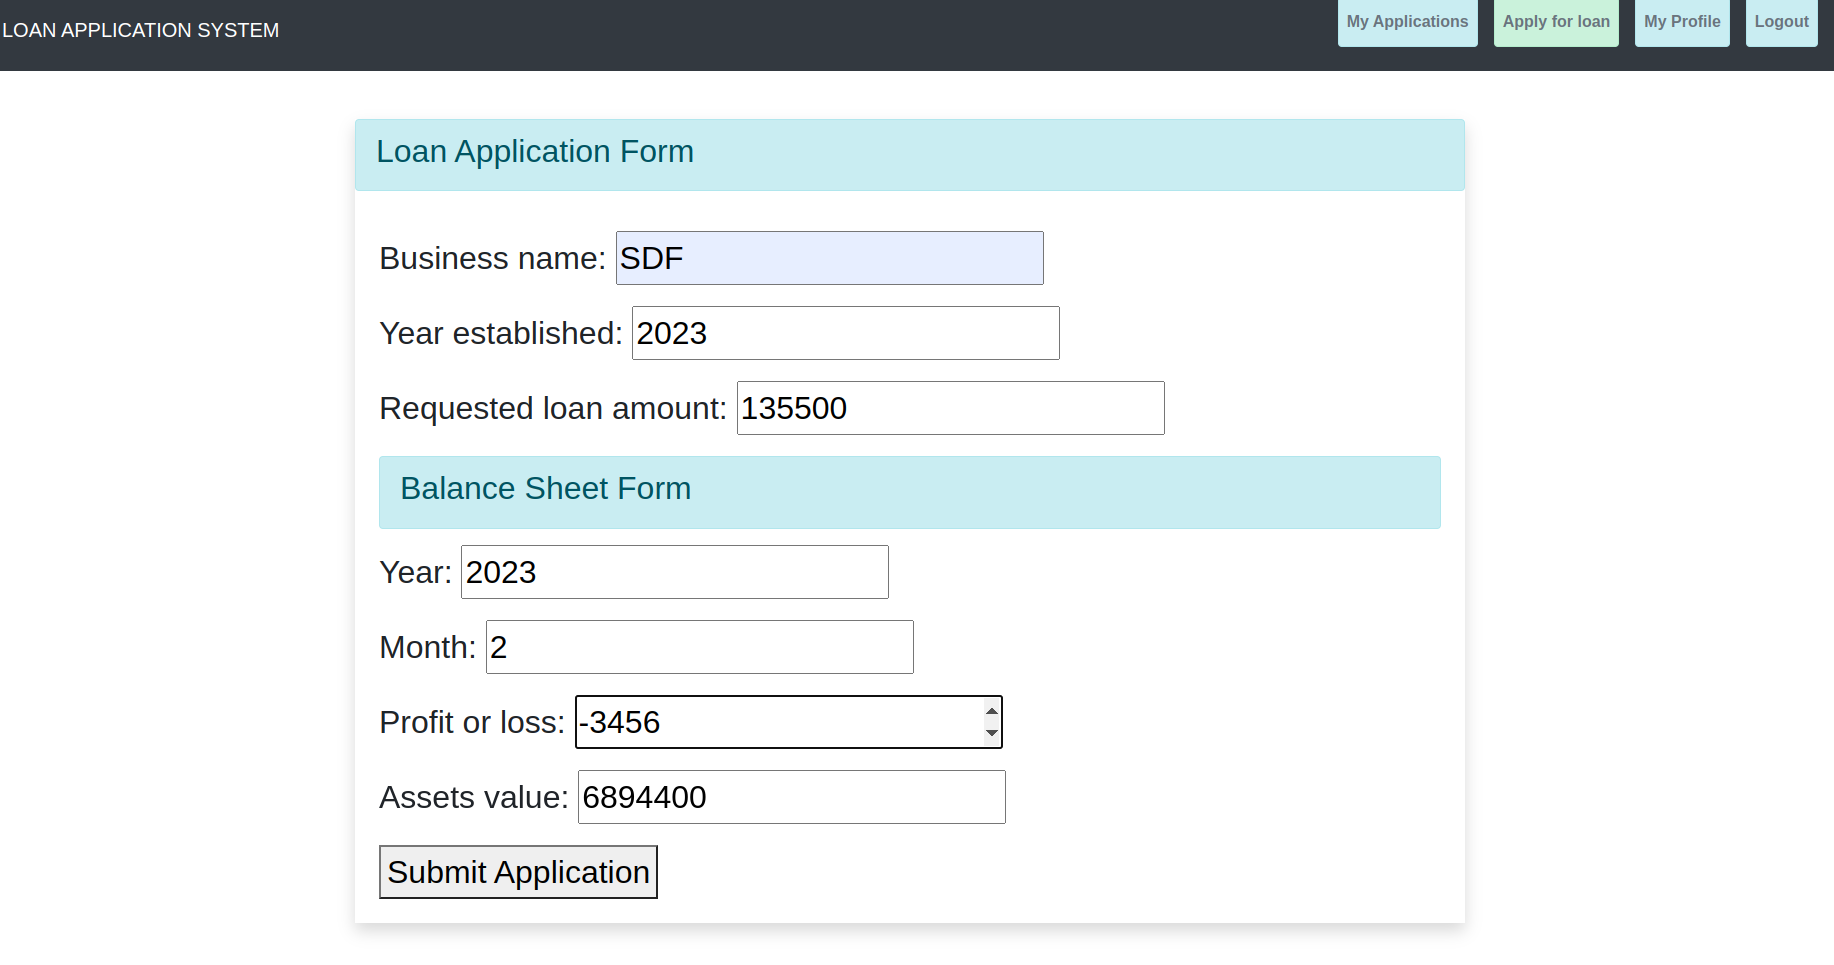 LOAN APPLICATION SYSTEM
My Applications
Apply for loan
My Profile
Logout
Loan Application Form
Business name: SDF
Year established: 2023
Requested loan amount: 135500
Balance Sheet Form
Year: 2023
Month: 2
Profit or loss: -3456
Assets value: 6894400
Submit Application